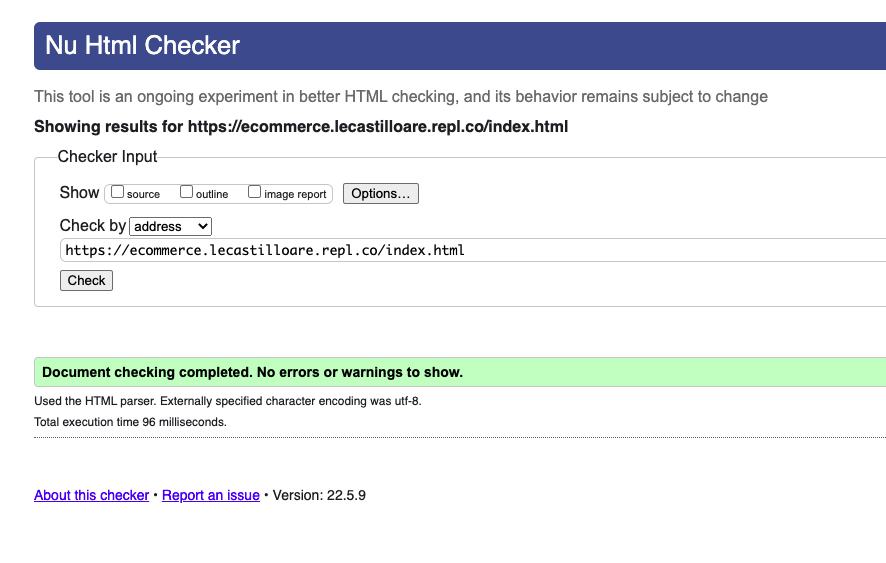 Nu Html Checker
This tool is an ongoing experiment in better HTML checking, and its behavior remains subject to change
Showing results for https://ecommerce.lecastilloare.repl.co/index.html
Checker Input
Show source outline image report Options...
Check by address
https://ecommerce.lecastilloare.repl.co/index.html
Check
Document checking completed. No errors or warnings to show.
Used the HTML parser. Externally specified character encoding was utf-8.
Total execution time 96 milliseconds.
About this checker • Report an issue • Version: 22.5.9